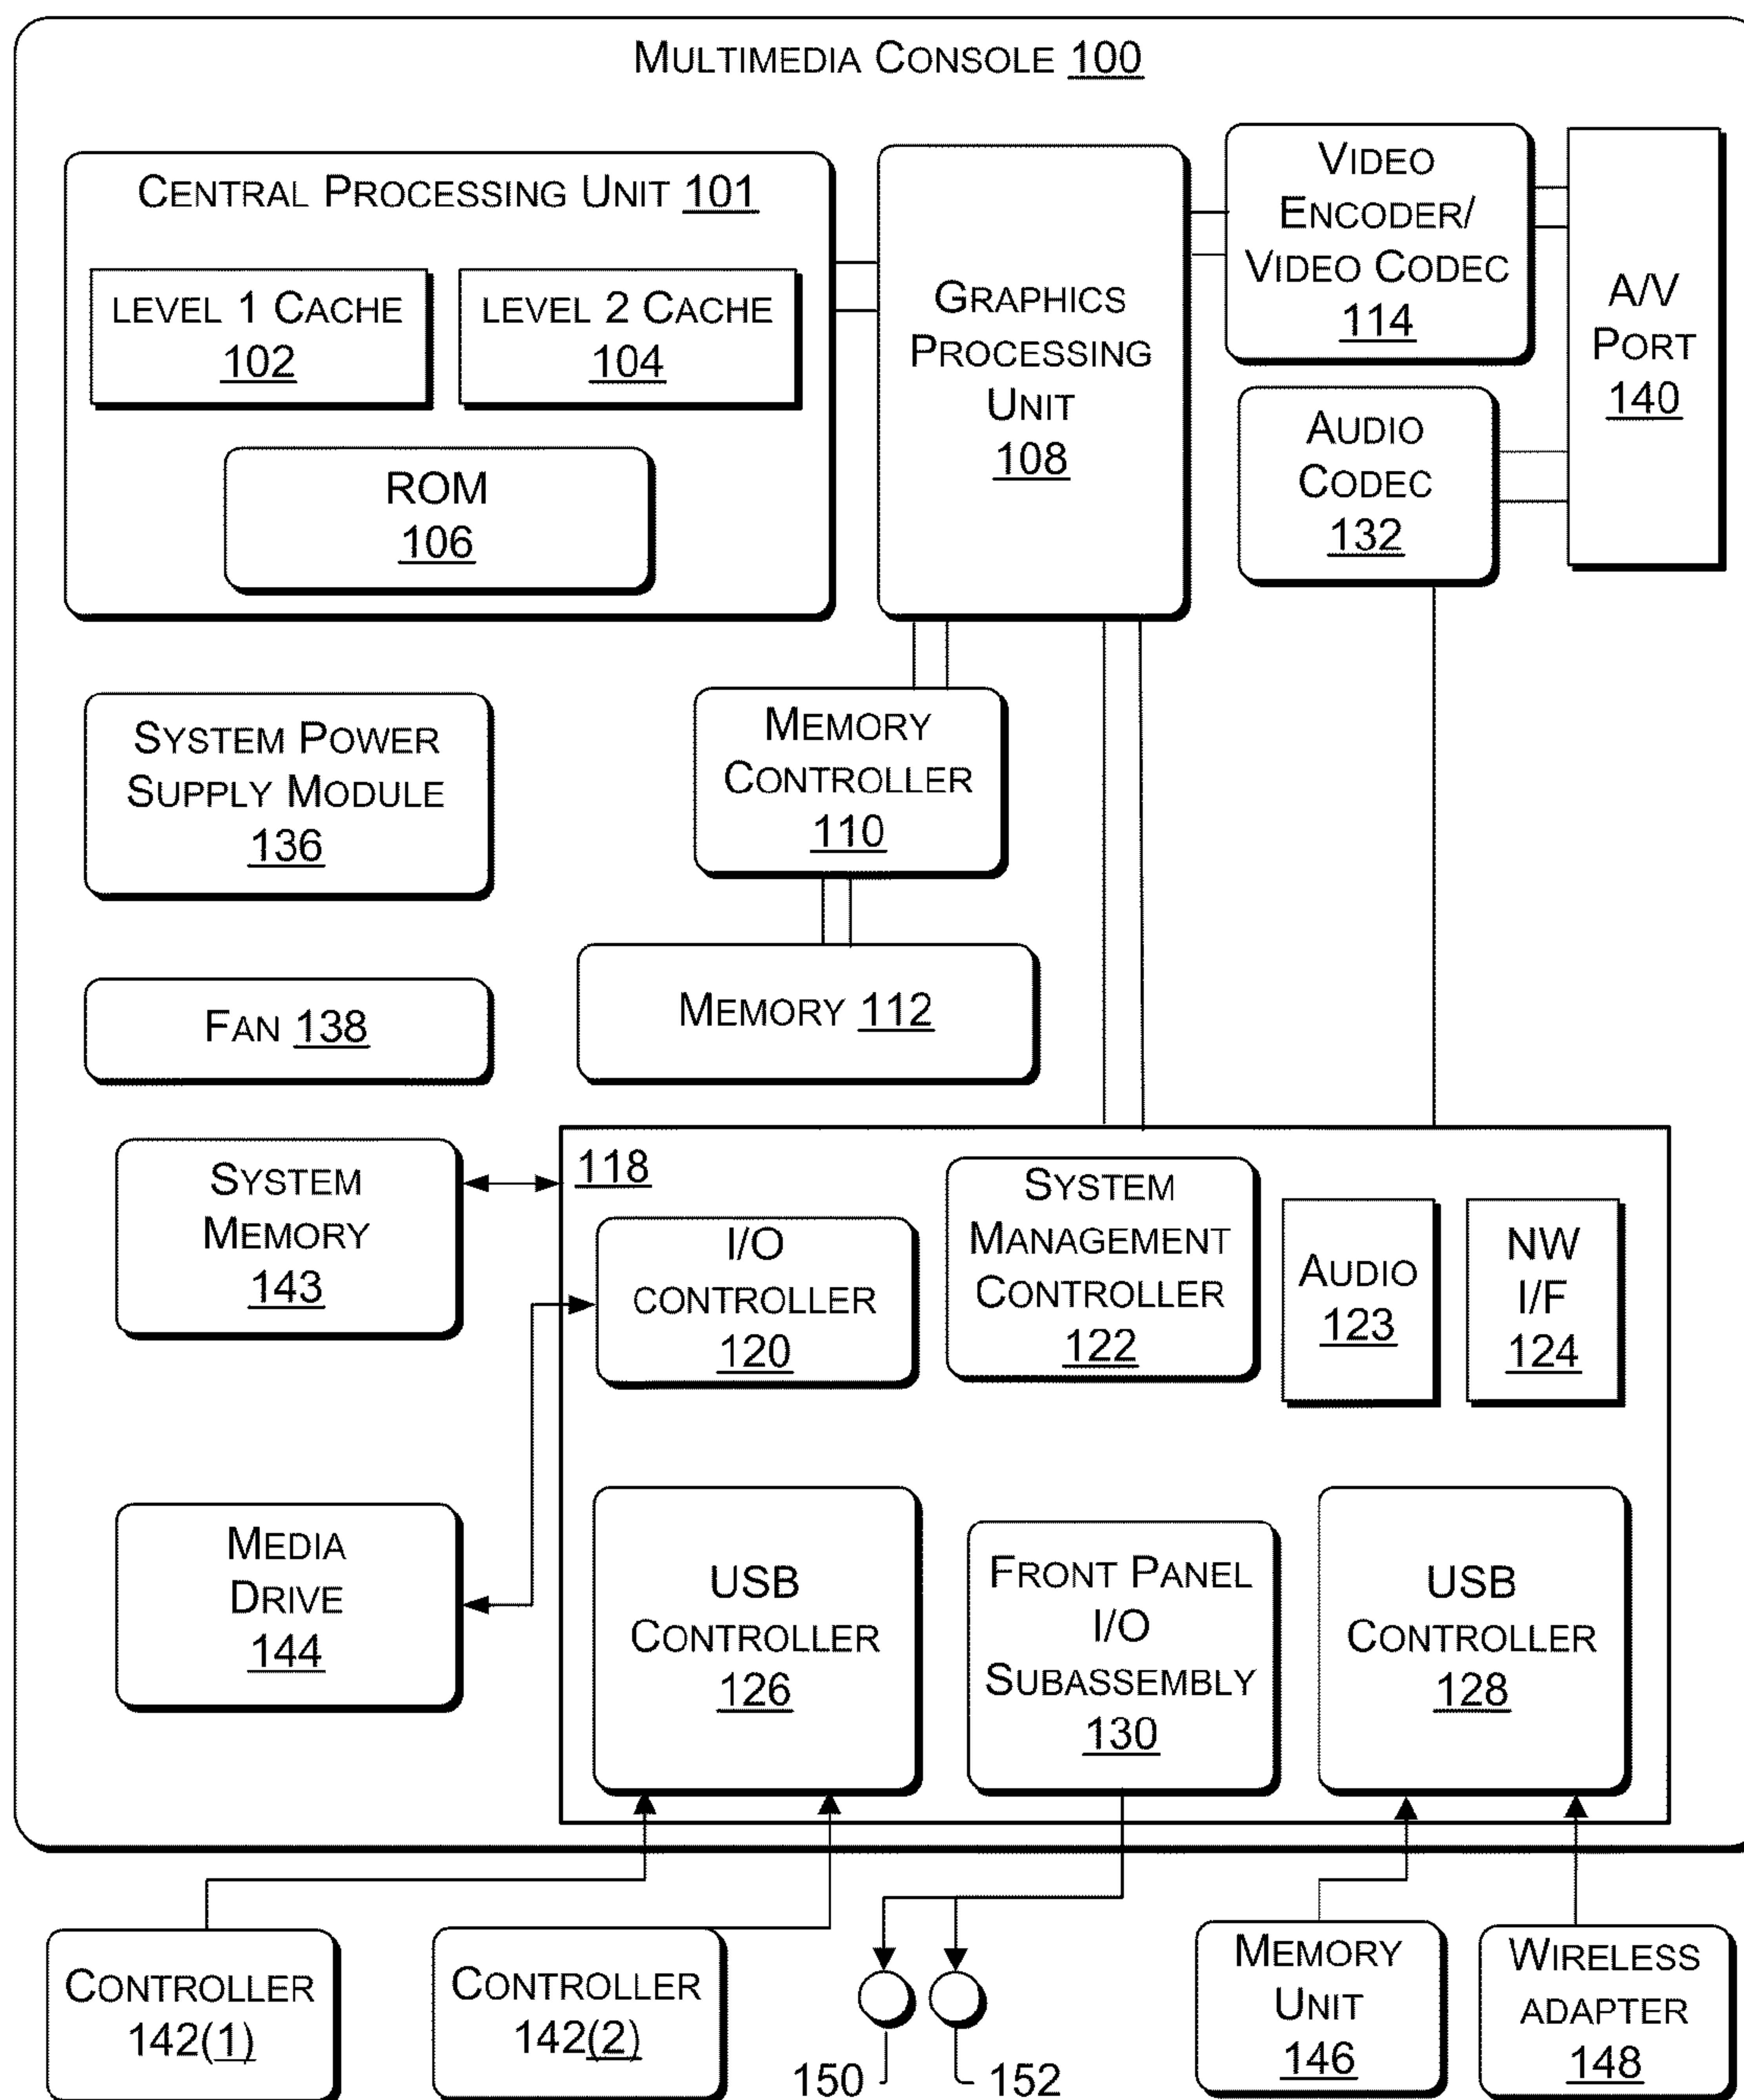 MULTIMEDIA CONSOLE 100
CENTRAL PROCESSING UNIT 101
LEVEL 1 CACHE
102
LEVEL 2 CACHE
104
ROM
106
GRAPHICS
PROCESSING
UNIT
108
VIDEO
ENCODER/
VIDEO CODEC
114
A/V
PORT
140
AUDIO
CODEC
132
SYSTEM POWER
SUPPLY MODULE
136
MEMORY
CONTROLLER
110
FAN 138
MEMORY 112
SYSTEM
MEMORY
143
118
I/O
CONTROLLER
120
SYSTEM
MANAGEMENT
CONTROLLER
122
AUDIO
123
NW
I/F
124
MEDIA
DRIVE
144
USB
CONTROLLER
126
FRONT PANEL
I/O
SUBASSEMBLY
130
USB
CONTROLLER
128
CONTROLLER
142(1)
CONTROLLER
142(2)
150
152
MEMORY
UNIT
146
WIRELESS
ADAPTER
148